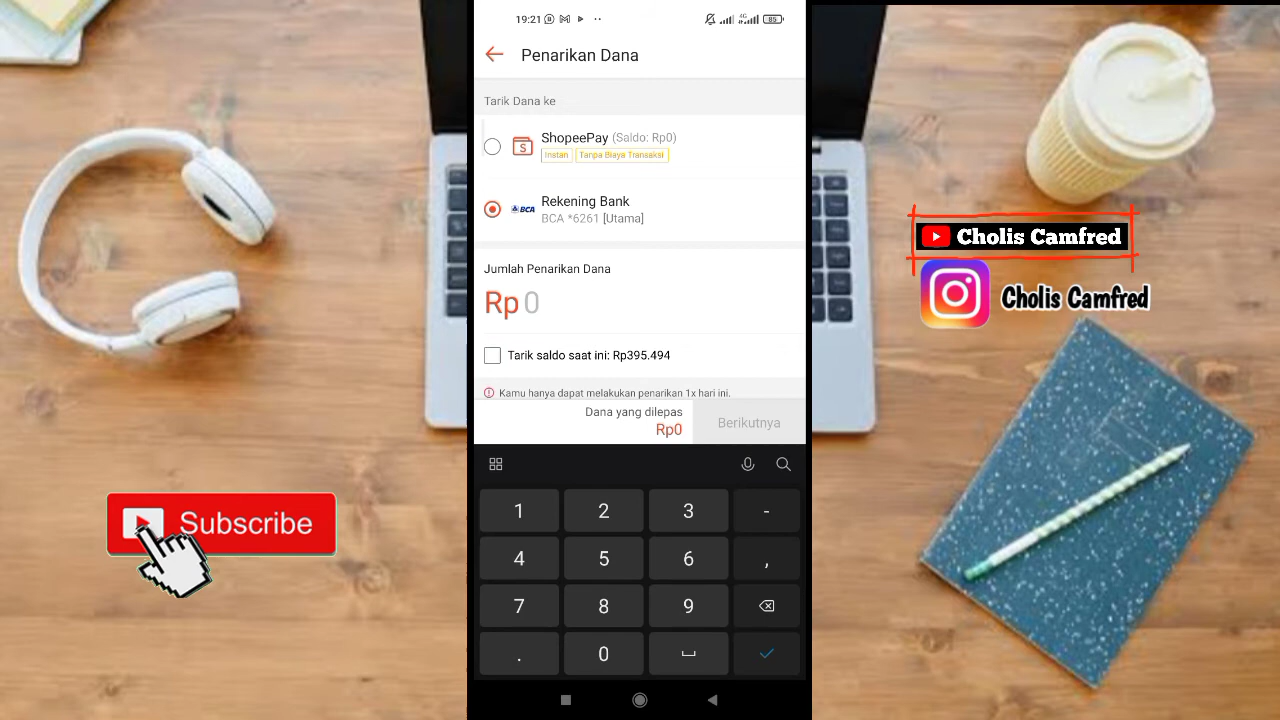 19:21
4G
85
Penarikan Dana
Tarik Dana ke
ShopeePay (Saldo: Rp0)
Instan Tanpa Biaya Transaksi
BCA Rekening Bank
BCA *6261 [Utama]
Jumlah Penarikan Dana
Rp 0
Tarik saldo saat ini: Rp395.494
Kamu hanya dapat melakukan penarikan 1x hari ini.
Dana yang dilepas
Rp0
Berikutnya
1 2 3 -
4 5 6 ,
7 8 9
. 0
Subscribe
Cholis Camfred
Cholis Camfred